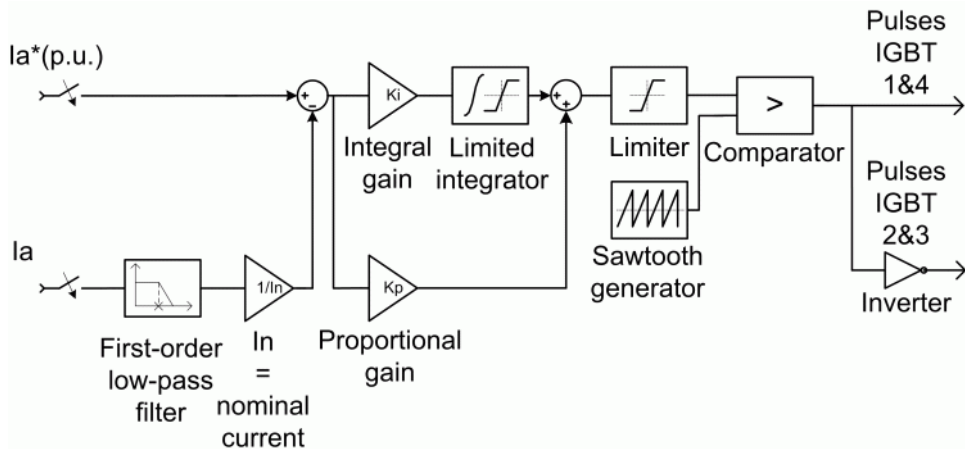 Ia*(p.u.)
Pulses
IGBT
1&4
+
−
Ki
+
+
>
Integral
gain
Limited
integrator
Limiter
Comparator
Pulses
IGBT
2&3
Ia
1/In
Kp
Sawtooth
generator
Inverter
First-order
low-pass
filter
In
=
nominal
current
Proportional
gain